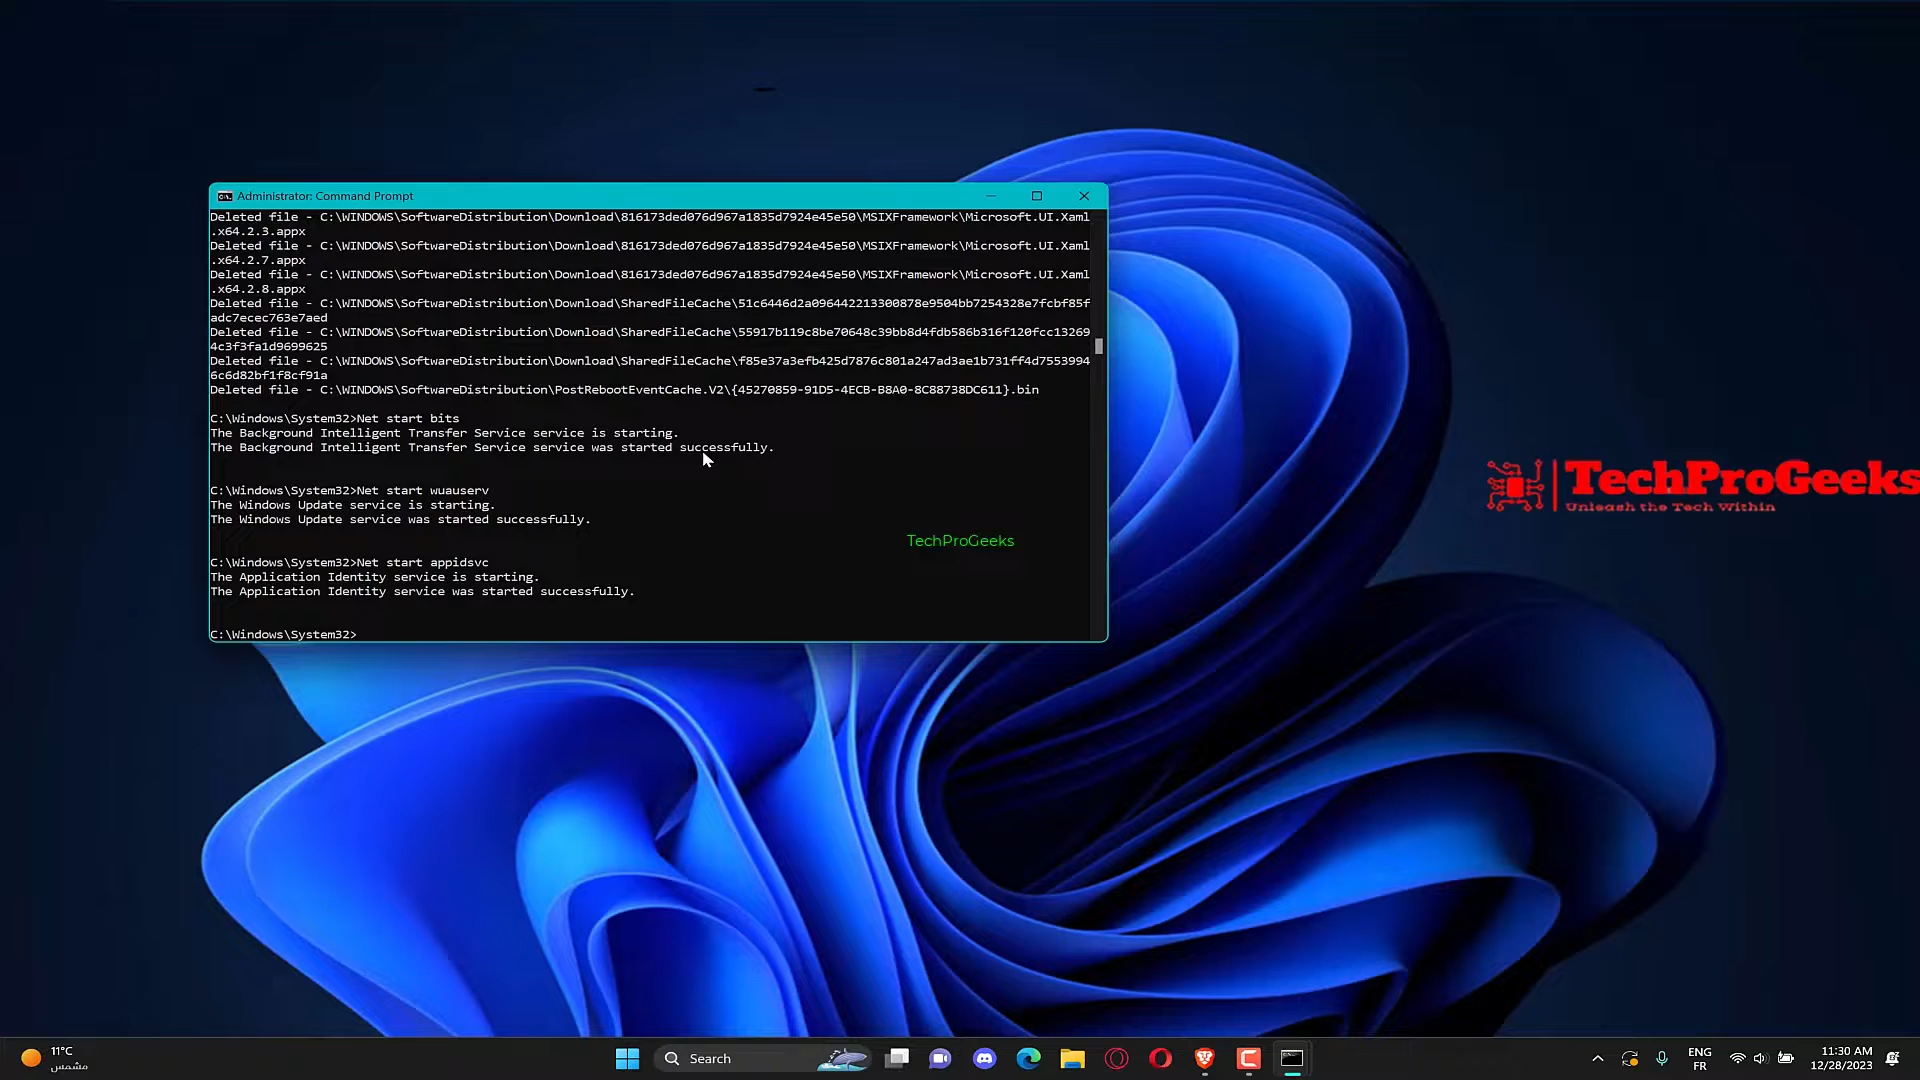 Administrator: Command Prompt
Deleted file - C:\WINDOWS\SoftwareDistribution\Download\816173ded076d967a1835d7924e45e50\MSIXFramework\Microsoft.UI.Xaml
.x64.2.3.appx
Deleted file - C:\WINDOWS\SoftwareDistribution\Download\816173ded076d967a1835d7924e45e50\MSIXFramework\Microsoft.UI.Xaml
.x64.2.7.appx
Deleted file - C:\WINDOWS\SoftwareDistribution\Download\816173ded076d967a1835d7924e45e50\MSIXFramework\Microsoft.UI.Xaml
.x64.2.8.appx
Deleted file - C:\WINDOWS\SoftwareDistribution\Download\SharedFileCache\51c6446d2a096442213300878e9504bb7254328e7fcbf85f
adc7ecec763e7aed
Deleted file - C:\WINDOWS\SoftwareDistribution\Download\SharedFileCache\55917b119c8be70648c39bb8d4fdb586b316f120fcc13269
4c3f3fa1d9699625
Deleted file - C:\WINDOWS\SoftwareDistribution\Download\SharedFileCache\f85e37a3efb425d7876c801a247ad3ae1b731ff4d7553994
6c6d82bf1f8cf91a
Deleted file - C:\WINDOWS\SoftwareDistribution\PostRebootEventCache.V2\{45270859-91D5-4ECB-B8A0-8C88738DC611}.bin
C:\Windows\System32>Net start bits
The Background Intelligent Transfer Service service is starting.
The Background Intelligent Transfer Service service was started successfully.
C:\Windows\System32>Net start wuauserv
The Windows Update service is starting.
The Windows Update service was started successfully.
C:\Windows\System32>Net start appidsvc
The Application Identity service is starting.
The Application Identity service was started successfully.
C:\Windows\System32>
TechProGeeks
TechProGeeks
Unleash the Tech Within
11°C
مشمس
Search
ENG
FR
11:30 AM
12/28/2023